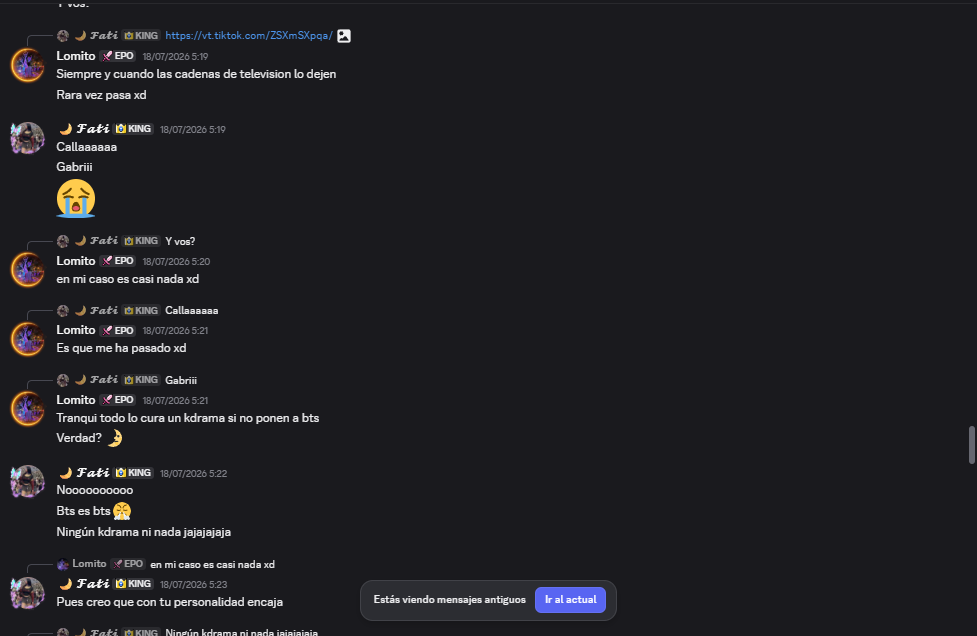 Y vos?
𝓕𝓪𝓽𝓲 KING https://vt.tiktok.com/ZSXmSXpqa/
Lomito EPO 18/07/2026 5:19
Siempre y cuando las cadenas de television lo dejen
Rara vez pasa xd
𝓕𝓪𝓽𝓲 KING 18/07/2026 5:19
Callaaaaaa
Gabriii
𝓕𝓪𝓽𝓲 KING Y vos?
Lomito EPO 18/07/2026 5:20
en mi caso es casi nada xd
𝓕𝓪𝓽𝓲 KING Callaaaaaa
Lomito EPO 18/07/2026 5:21
Es que me ha pasado xd
𝓕𝓪𝓽𝓲 KING Gabriii
Lomito EPO 18/07/2026 5:21
Tranqui todo lo cura un kdrama si no ponen a bts
Verdad?
𝓕𝓪𝓽𝓲 KING 18/07/2026 5:22
Noooooooooo
Bts es bts
Ningún kdrama ni nada jajajajaja
Lomito EPO en mi caso es casi nada xd
𝓕𝓪𝓽𝓲 KING 18/07/2026 5:23
Pues creo que con tu personalidad encaja
Estás viendo mensajes antiguos Ir al actual
𝓕𝓪𝓽𝓲 KING Ningún kdrama ni nada jajajajaja